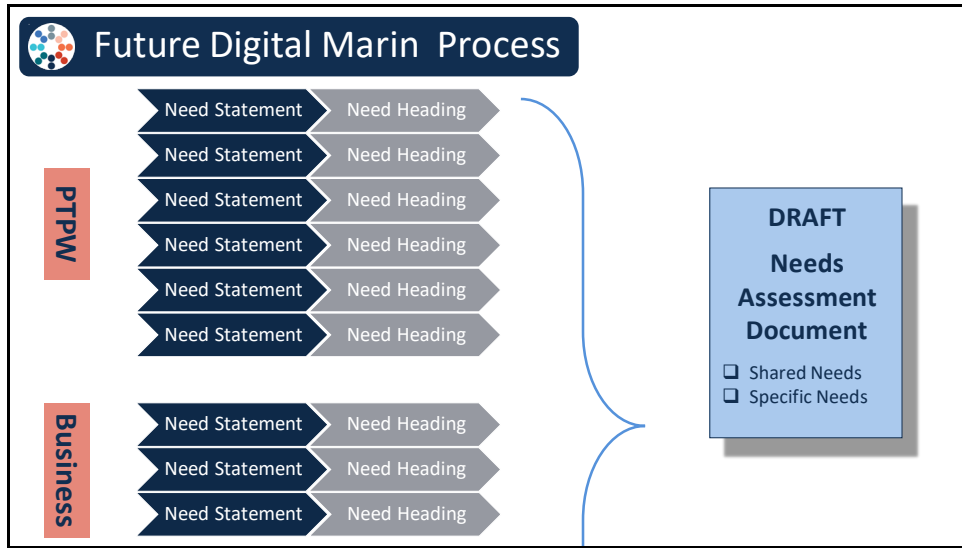 Future Digital Marin Process
PTPW
Need Statement Need Heading
Need Statement Need Heading
Need Statement Need Heading
Need Statement Need Heading
Need Statement Need Heading
Need Statement Need Heading
Business
Need Statement Need Heading
Need Statement Need Heading
Need Statement Need Heading
DRAFT
Needs
Assessment
Document
Shared Needs
Specific Needs